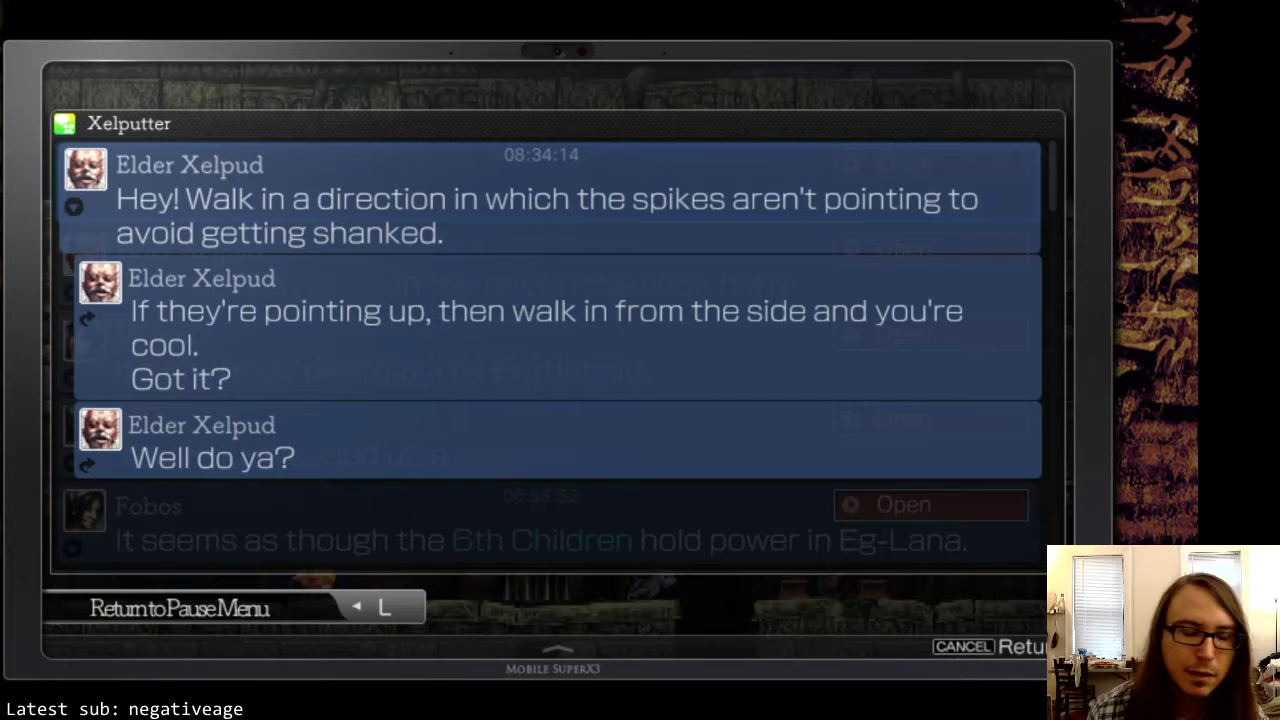 Xelputter
Elder Xelpud
08:34:14
Hey! Walk in a direction in which the spikes aren't pointing to
avoid getting shanked.
Elder Xelpud
If they're pointing up, then walk in from the side and you're
cool.
Got it?
Elder Xelpud
Well do ya?
Fobos
06:56:52
Open
It seems as though the 6th Children hold power in Eg-Lana.
Return to Pause Menu
L
CANCEL Retu
MOBILE SUPERX3
Latest sub: negativeage